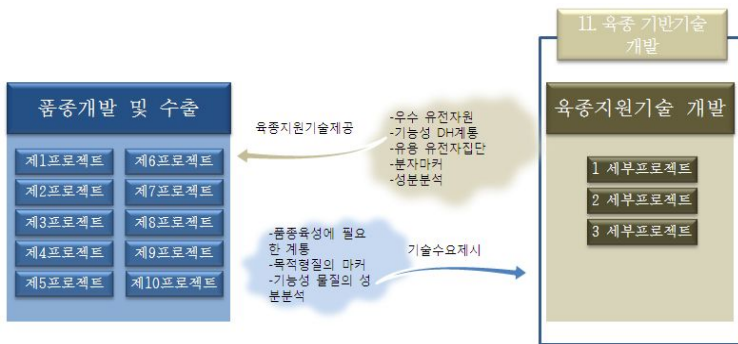 11. 육종 기반기술
개발
품종개발 및 수출
제1프로젝트
제6프로젝트
제2프로젝트
제7프로젝트
제3프로젝트
제8프로젝트
제4프로젝트
제9프로젝트
제5프로젝트
제10프로젝트
육종지원기술제공
-우수 유전자원
-기능성 DH계통
-유용 유전자집단
-분자마커
-성분분석
-품종육성에 필요
한 계통
-목적형질의 마커
-기능성 물질의 성
분분석
기술수요제시
육종지원기술 개발
1 세부프로젝트
2 세부프로젝트
3 세부프로젝트